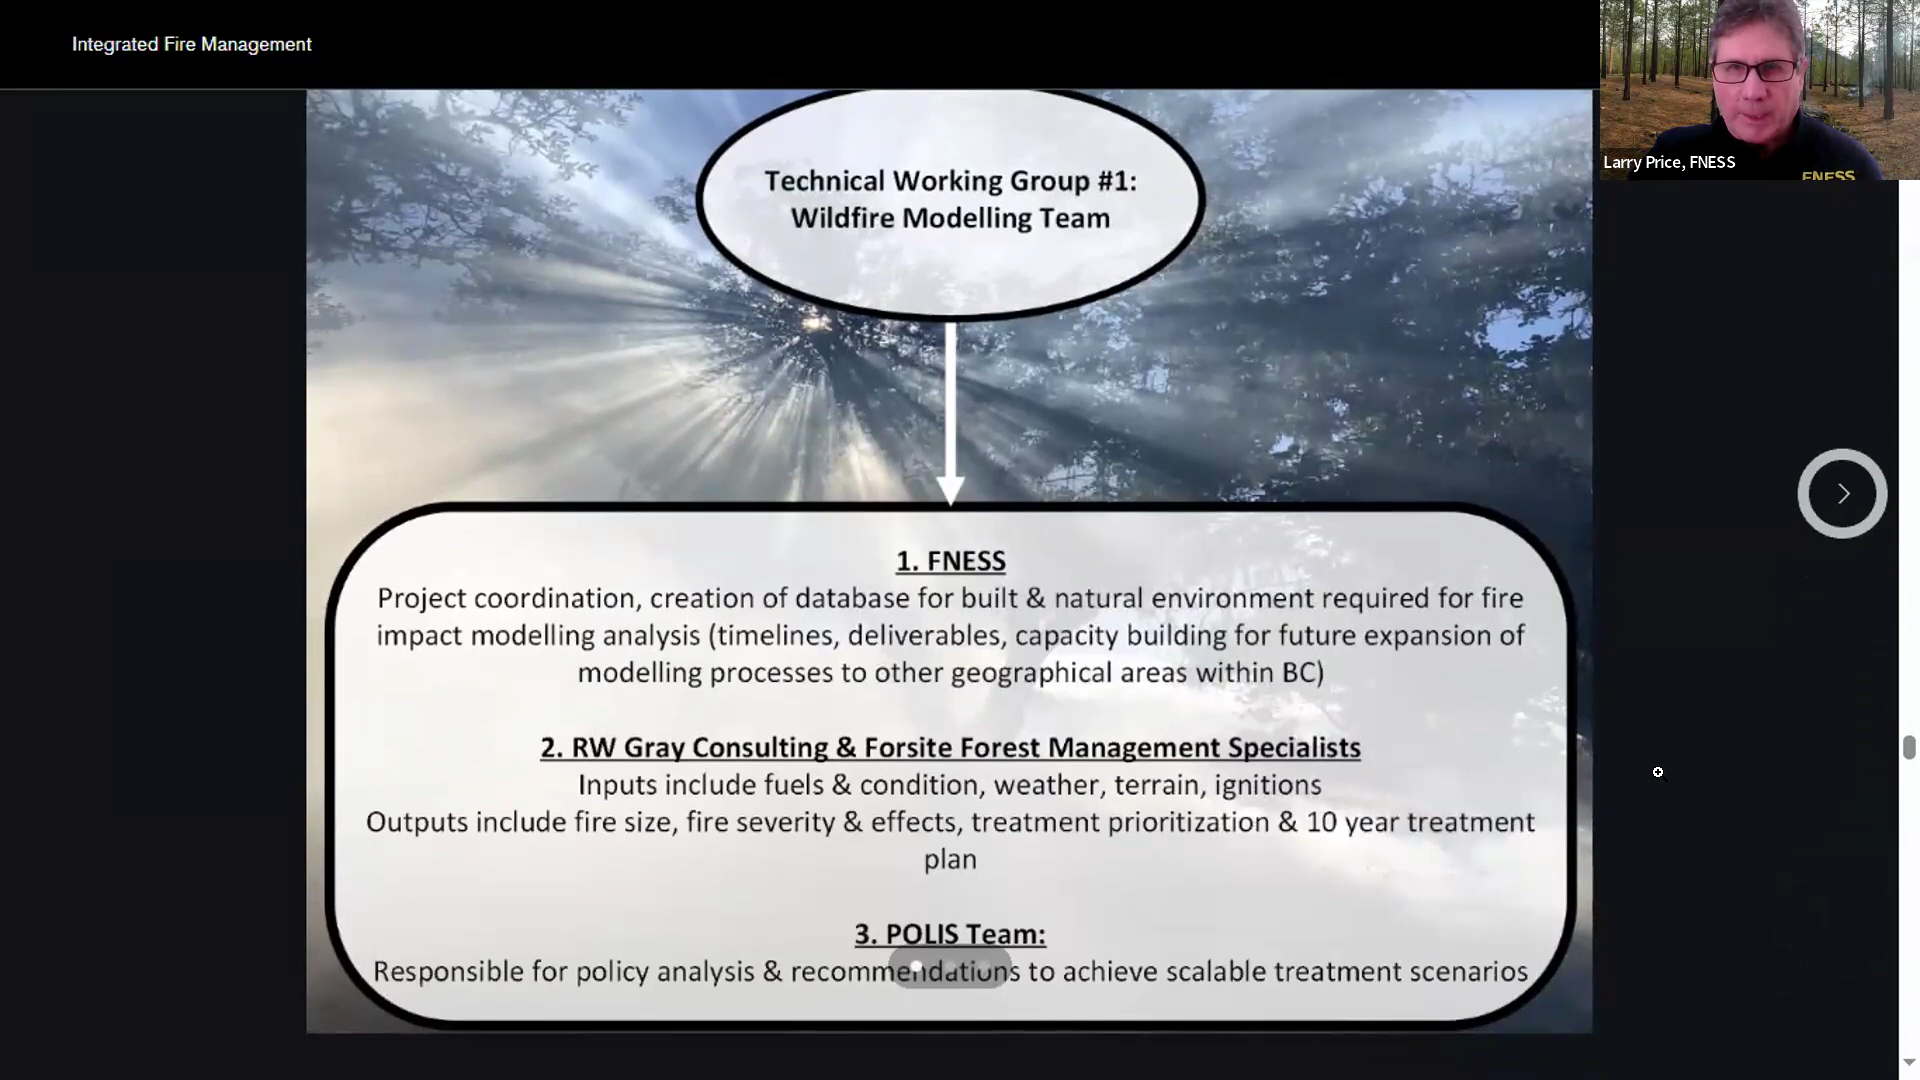 Integrated Fire Management
Larry Price, FNESS
FNESS
Technical Working Group #1:
Wildfire Modelling Team
1. FNESS
Project coordination, creation of database for built & natural environment required for fire
impact modelling analysis (timelines, deliverables, capacity building for future expansion of
modelling processes to other geographical areas within BC)
2. RW Gray Consulting & Forsite Forest Management Specialists
Inputs include fuels & condition, weather, terrain, ignitions
Outputs include fire size, fire severity & effects, treatment prioritization & 10 year treatment
plan
3. POLIS Team:
Responsible for policy analysis & recommendations to achieve scalable treatment scenarios